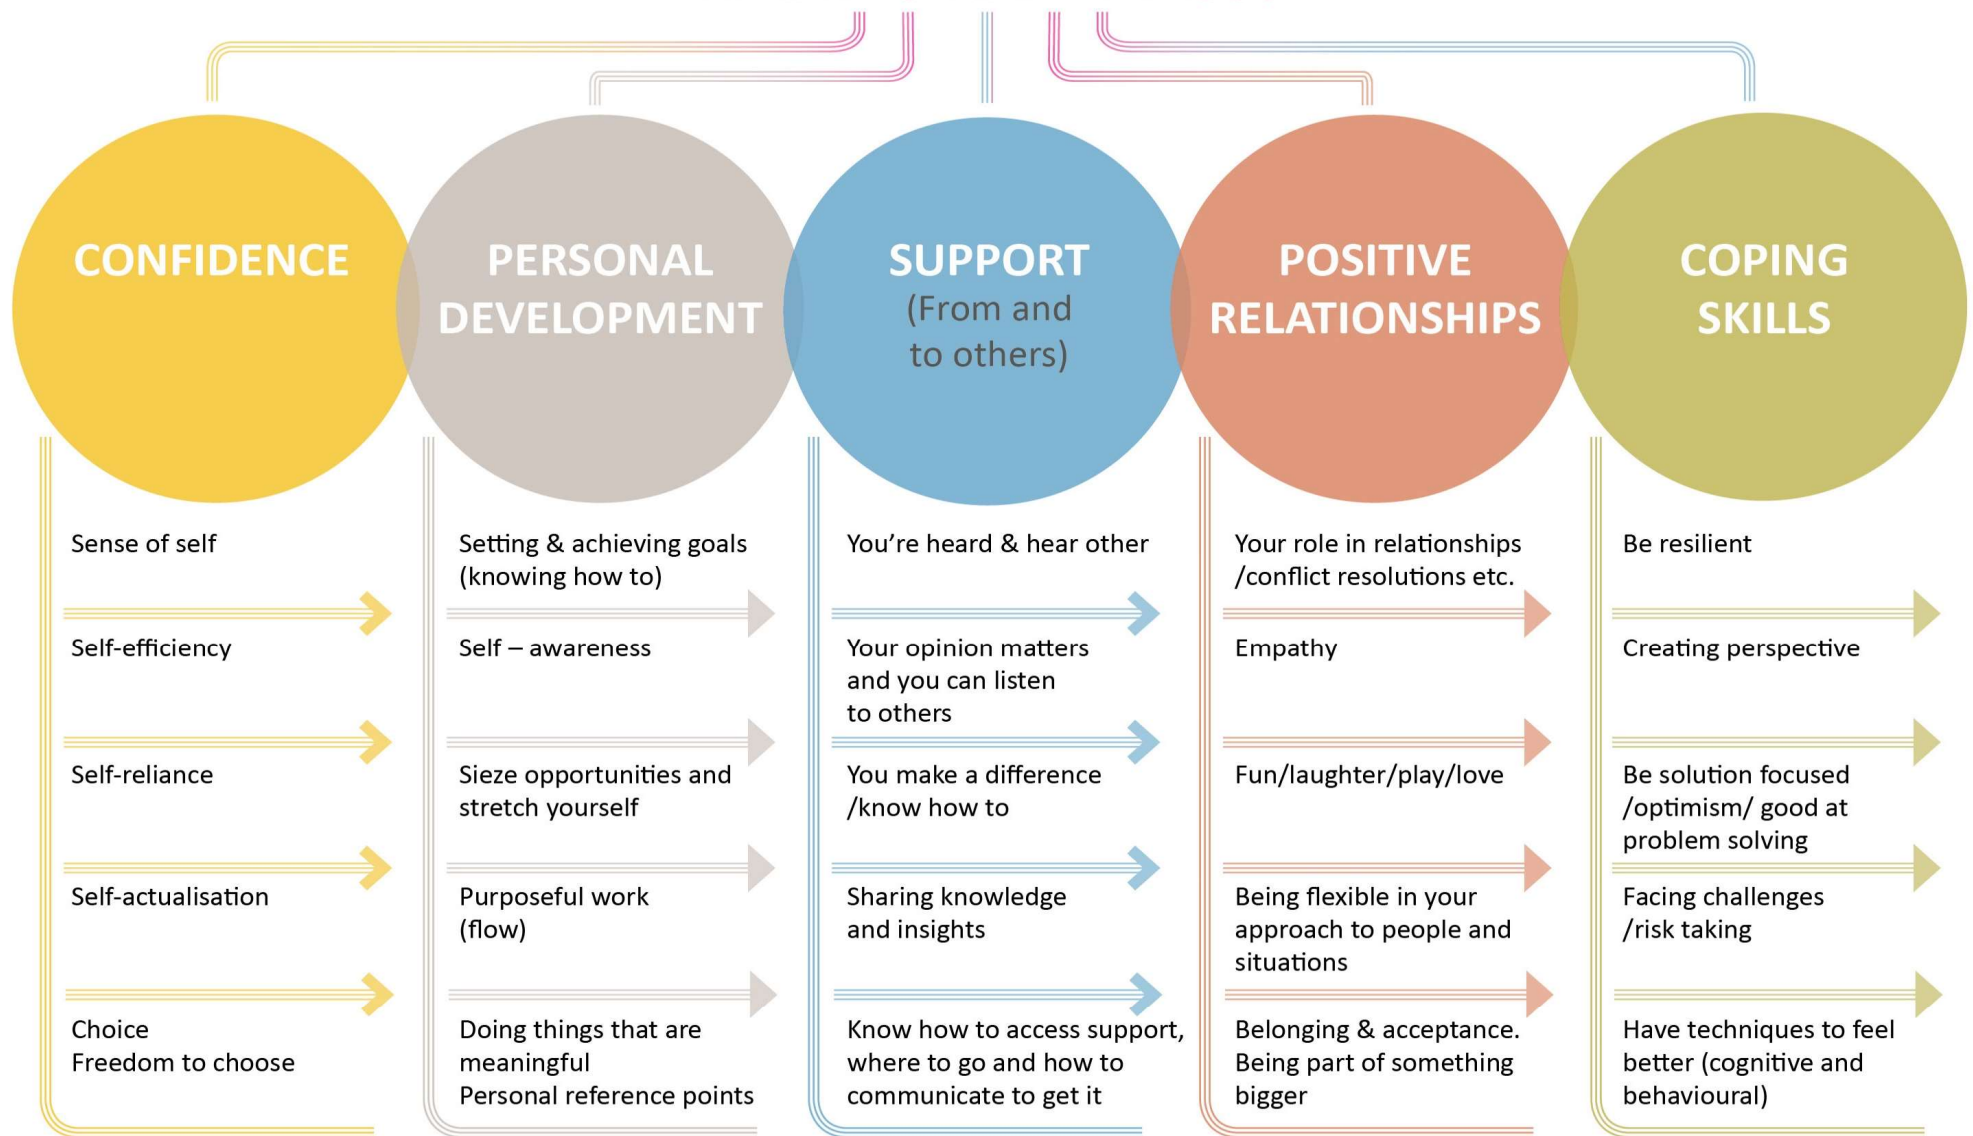 CONFIDENCE
Sense of self
Self-efficiency
Self-reliance
Self-actualisation
Choice
Freedom to choose
PERSONAL
DEVELOPMENT
Setting & achieving goals
(knowing how to)
Self – awareness
Sieze opportunities and
stretch yourself
Purposeful work
(flow)
Doing things that are
meaningful
Personal reference points
SUPPORT
(From and
to others)
You're heard & hear other
Your opinion matters
and you can listen
to others
You make a difference
/know how to
Sharing knowledge
and insights
Know how to access support,
where to go and how to
communicate to get it
POSITIVE
RELATIONSHIPS
Your role in relationships
/conflict resolutions etc.
Empathy
Fun/laughter/play/love
Being flexible in your
approach to people and
situations
Belonging & acceptance.
Being part of something
bigger
COPING
SKILLS
Be resilient
Creating perspective
Be solution focused
/optimism/ good at
problem solving
Facing challenges
/risk taking
Have techniques to feel
better (cognitive and
behavioural)